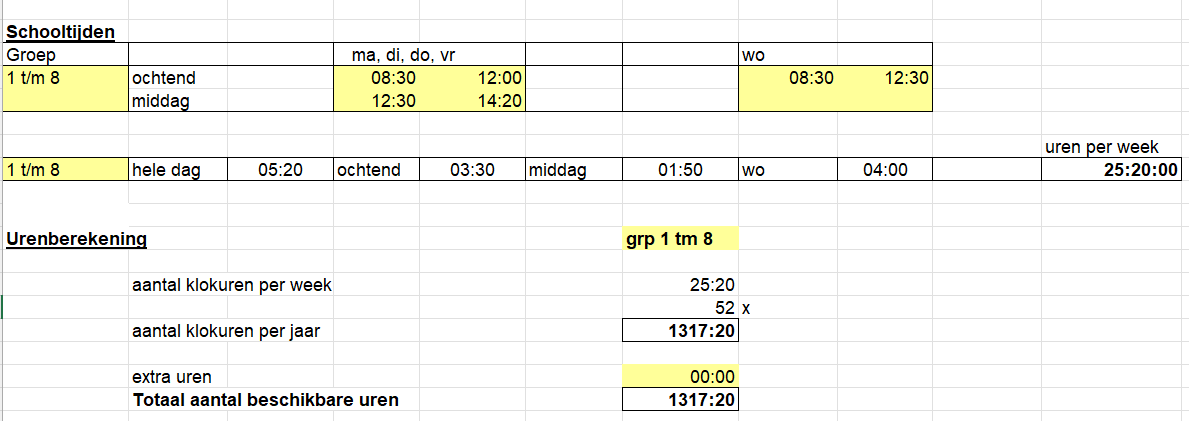 Schooltijden
Groep ma, di, do, vr wo
1 t/m 8 ochtend 08:30 12:00 08:30 12:30
middag 12:30 14:20
uren per week
1 t/m 8 hele dag 05:20 ochtend 03:30 middag 01:50 wo 04:00 25:20:00
Urenberekening grp 1 tm 8
aantal klokuren per week 25:20
52 x
aantal klokuren per jaar 1317:20
extra uren 00:00
Totaal aantal beschikbare uren 1317:20